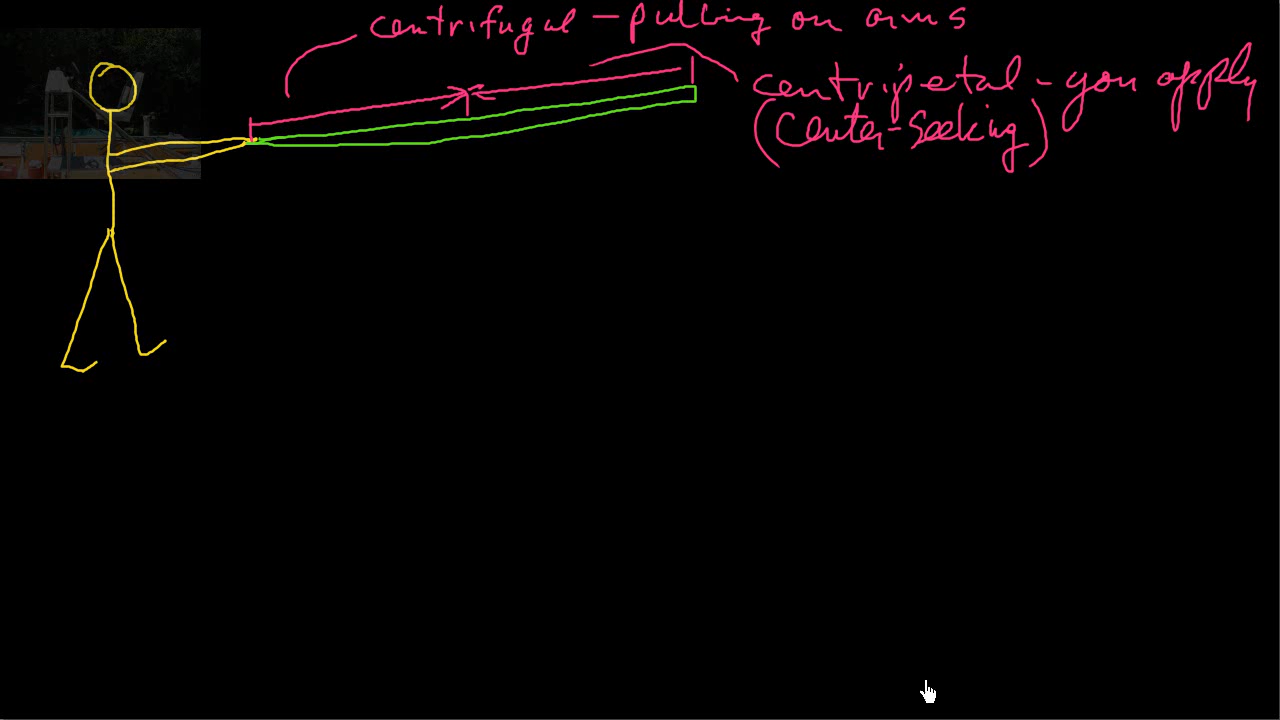 centrifugal - pulling on arms
centripetal - you apply
(Center-Seeking)